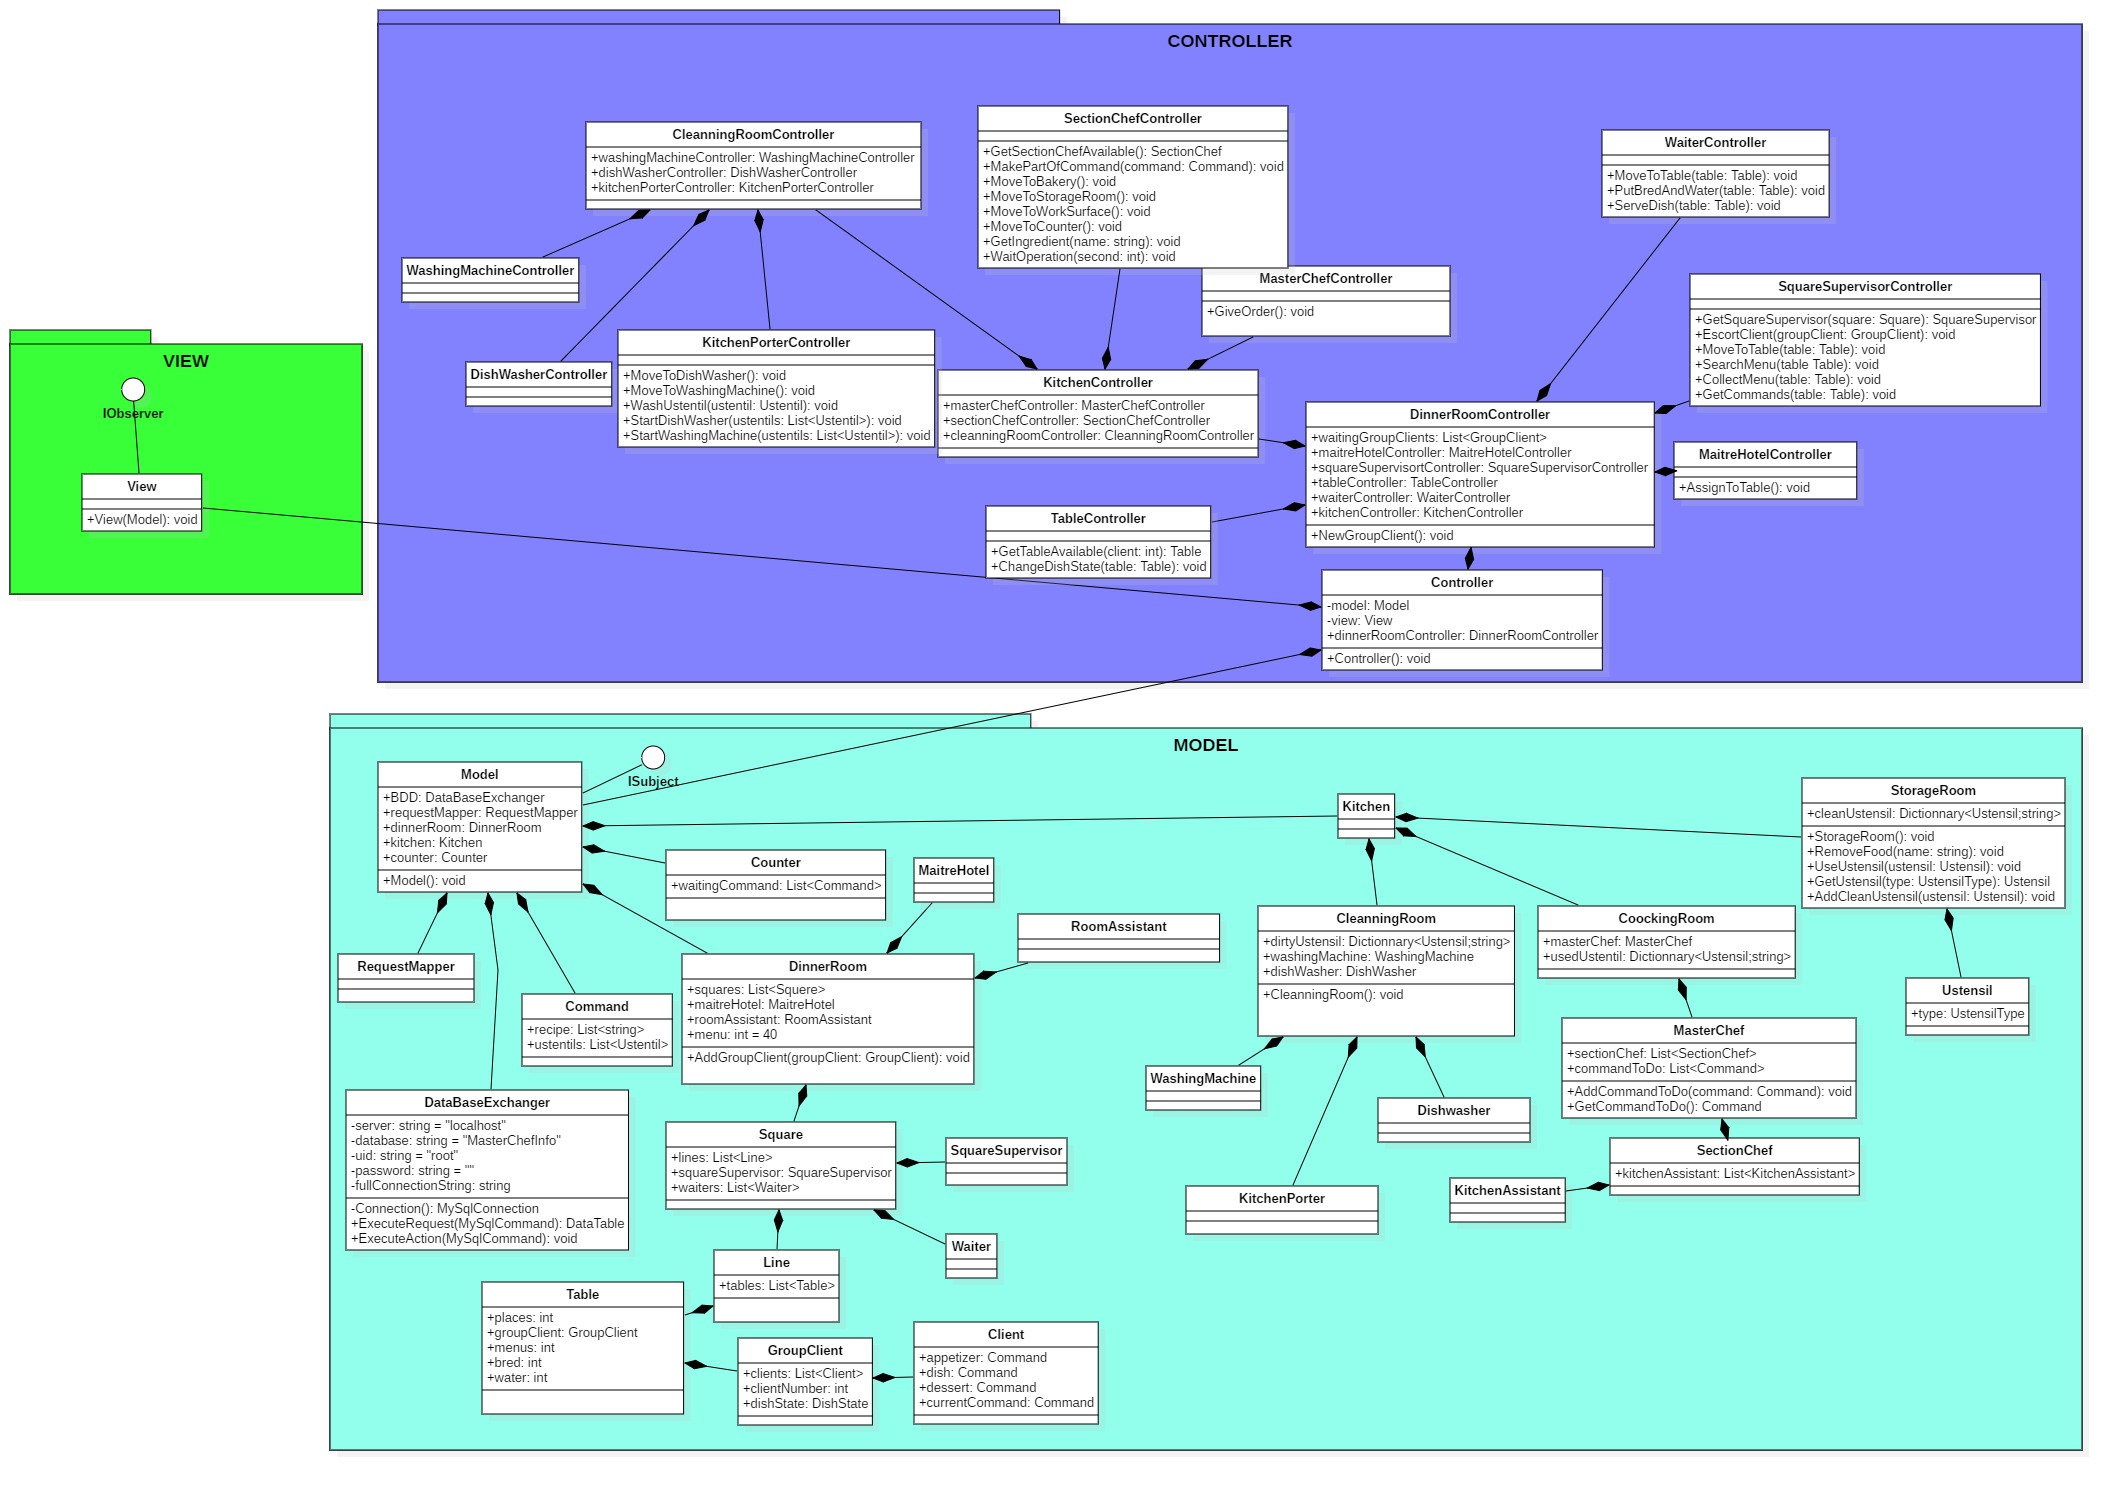 CONTROLLER
CleanningRoomController
+washingMachineController: WashingMachineController
+dishWasherController: DishWasherController
+kitchenPorterController: KitchenPorterController
SectionChefController
+GetSectionChefAvailable(): SectionChef
+MakePartOfCommand(command: Command): void
+MoveToBakery(): void
+MoveToStorageRoom(): void
+MoveToWorkSurface(): void
+MoveToCounter(): void
+GetIngredient(name: string): void
+WaitOperation(second: int): void
WaiterController
+MoveToTable(table: Table): void
+PutBredAndWater(table: Table): void
+ServeDish(table: Table): void
WashingMachineController
MasterChefController
+GiveOrder(): void
SquareSupervisorController
+GetSquareSupervisor(square: Square): SquareSupervisor
+EscortClient(groupClient: GroupClient): void
+MoveToTable(table: Table): void
+SearchMenu(table Table): void
+CollectMenu(table: Table): void
+GetCommands(table: Table): void
DishWasherController
KitchenPorterController
+MoveToDishWasher(): void
+MoveToWashingMachine(): void
+WashUstentil(ustentil: Ustentil): void
+StartDishWasher(ustentils: List<Ustentil>): void
+StartWashingMachine(ustentils: List<Ustentil>): void
KitchenController
+masterChefController: MasterChefController
+sectionChefController: SectionChefController
+cleanningRoomController: CleanningRoomController
DinnerRoomController
+waitingGroupClients: List<GroupClient>
+maitreHotelController: MaitreHotelController
+squareSupervisortController: SquareSupervisorController
+tableController: TableController
+waiterController: WaiterController
+kitchenController: KitchenController
+NewGroupClient(): void
MaitreHotelController
+AssignToTable(): void
TableController
+GetTableAvailable(client: int): Table
+ChangeDishState(table: Table): void
Controller
-model: Model
-view: View
+dinnerRoomController: DinnerRoomController
+Controller(): void
VIEW
IObserver
View
+View(Model): void
MODEL
Model
+BDD: DataBaseExchanger
+requestMapper: RequestMapper
+dinnerRoom: DinnerRoom
+kitchen: Kitchen
+counter: Counter
+Model(): void
ISubject
Kitchen
StorageRoom
+cleanUstensil: Dictionnary<Ustensil;string>
+StorageRoom(): void
+RemoveFood(name: string): void
+UseUstensil(ustensil: Ustensil): void
+GetUstensil(type: UstensilType): Ustensil
+AddCleanUstensil(ustensil: Ustensil): void
Counter
+waitingCommand: List<Command>
MaitreHotel
RoomAssistant
CleanningRoom
+dirtyUstensil: Dictionnary<Ustensil;string>
+washingMachine: WashingMachine
+dishWasher: DishWasher
+CleanningRoom(): void
CoockingRoom
+masterChef: MasterChef
+usedUstentil: Dictionnary<Ustensil;string>
RequestMapper
Command
+recipe: List<string>
+ustentils: List<Ustentil>
DinnerRoom
+squares: List<Squere>
+maitreHotel: MaitreHotel
+roomAssistant: RoomAssistant
+menu: int = 40
+AddGroupClient(groupClient: GroupClient): void
Ustensil
+type: UstensilType
MasterChef
+sectionChef: List<SectionChef>
+commandToDo: List<Command>
+AddCommandToDo(command: Command): void
+GetCommandToDo(): Command
WashingMachine
Dishwasher
DataBaseExchanger
-server: string = "localhost"
-database: string = "MasterChefInfo"
-uid: string = "root"
-password: string = ""
-fullConnectionString: string
-Connection(): MySqlConnection
+ExecuteRequest(MySqlCommand): DataTable
+ExecuteAction(MySqlCommand): void
Square
+lines: List<Line>
+squareSupervisor: SquareSupervisor
+waiters: List<Waiter>
SquareSupervisor
SectionChef
+kitchenAssistant: List<KitchenAssistant>
KitchenAssistant
KitchenPorter
Waiter
Line
+tables: List<Table>
Table
+places: int
+groupClient: GroupClient
+menus: int
+bred: int
+water: int
GroupClient
+clients: List<Client>
+clientNumber: int
+dishState: DishState
Client
+appetizer: Command
+dish: Command
+dessert: Command
+currentCommand: Command